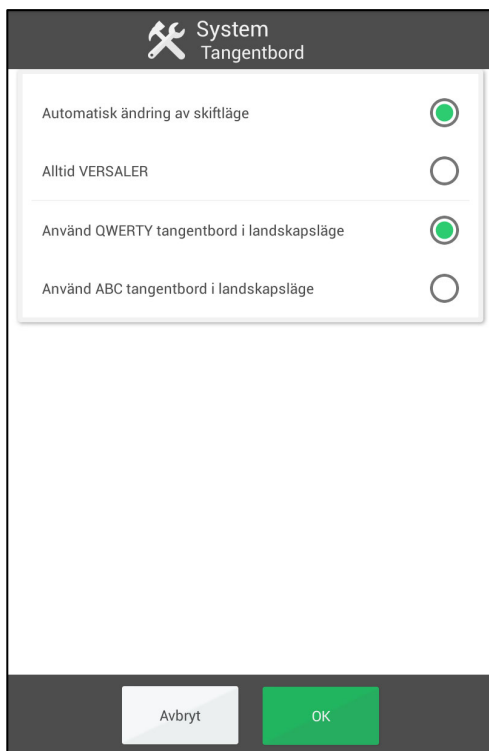 System
Tangentbord
Automatisk ändring av skiftläge
Alltid VERSALER
Använd QWERTY tangentbord i landskapsläge
Använd ABC tangentbord i landskapsläge
Avbryt
OK